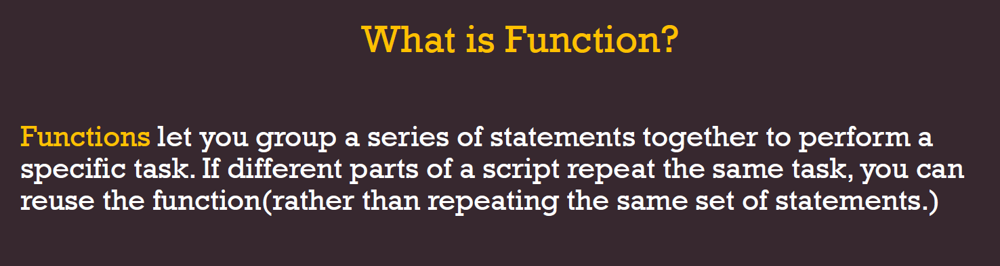 What is Function?
Functions let you group a series of statements together to perform a
specific task. If different parts of a script repeat the same task, you can
reuse the function(rather than repeating the same set of statements.)